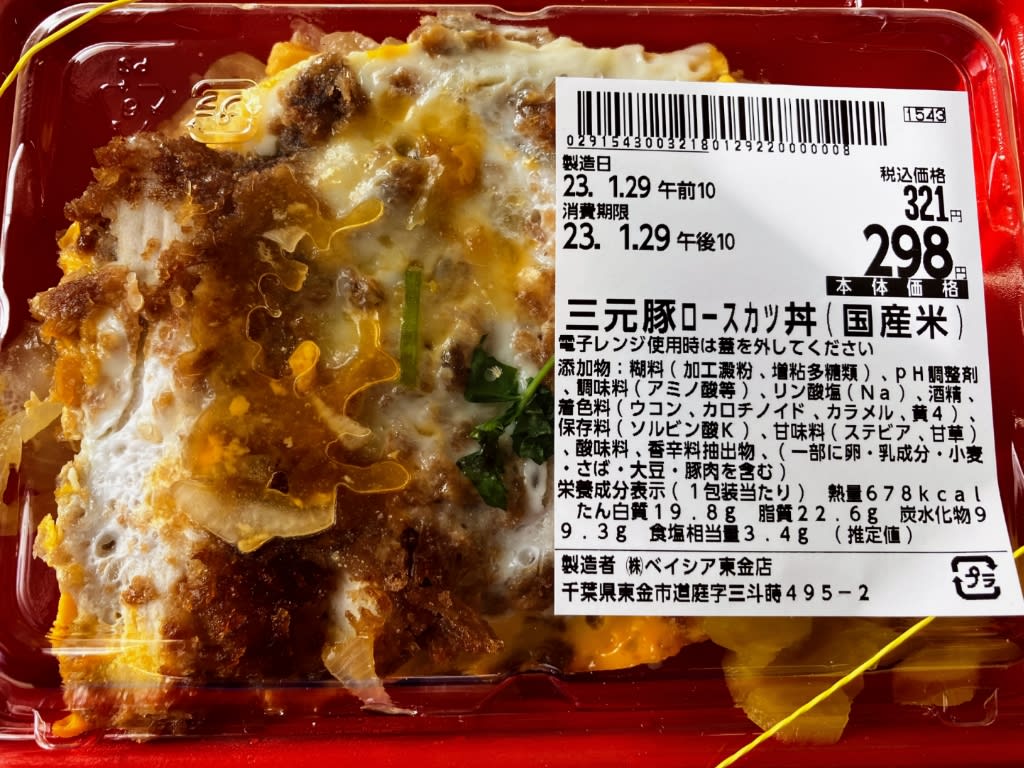 1543
0291543003218012922000000​8
製造日
23. 1.29 午前10
税込価格
321円
消費期限
23. 1.29 午後10
298円
本体価格
三元豚ロースカツ丼(国産米)
電子レンジ使用時は蓋を外してください
添加物:糊料(加工澱粉、増粘多糖類)、pH調整剤
、調味料(アミノ酸等)、リン酸塩(Na)、酒精、
着色料(ウコン、カロチノイド、カラメル、黄4)、
保存料(ソルビン酸K)、甘味料(ステビア、甘草)
、酸味料、香辛料抽出物、(一部に卵・乳成分・小麦
・さば・大豆・豚肉を含む)
栄養成分表示(1包装当たり) 熱量678kcal
たん白質19.8g 脂質22.6g 炭水化物9
9.3g 食塩相当量3.4g (推定値)
製造者 ㈱ベイシア東金店
千葉県東金市道庭字三斗蒔495-2
プラ